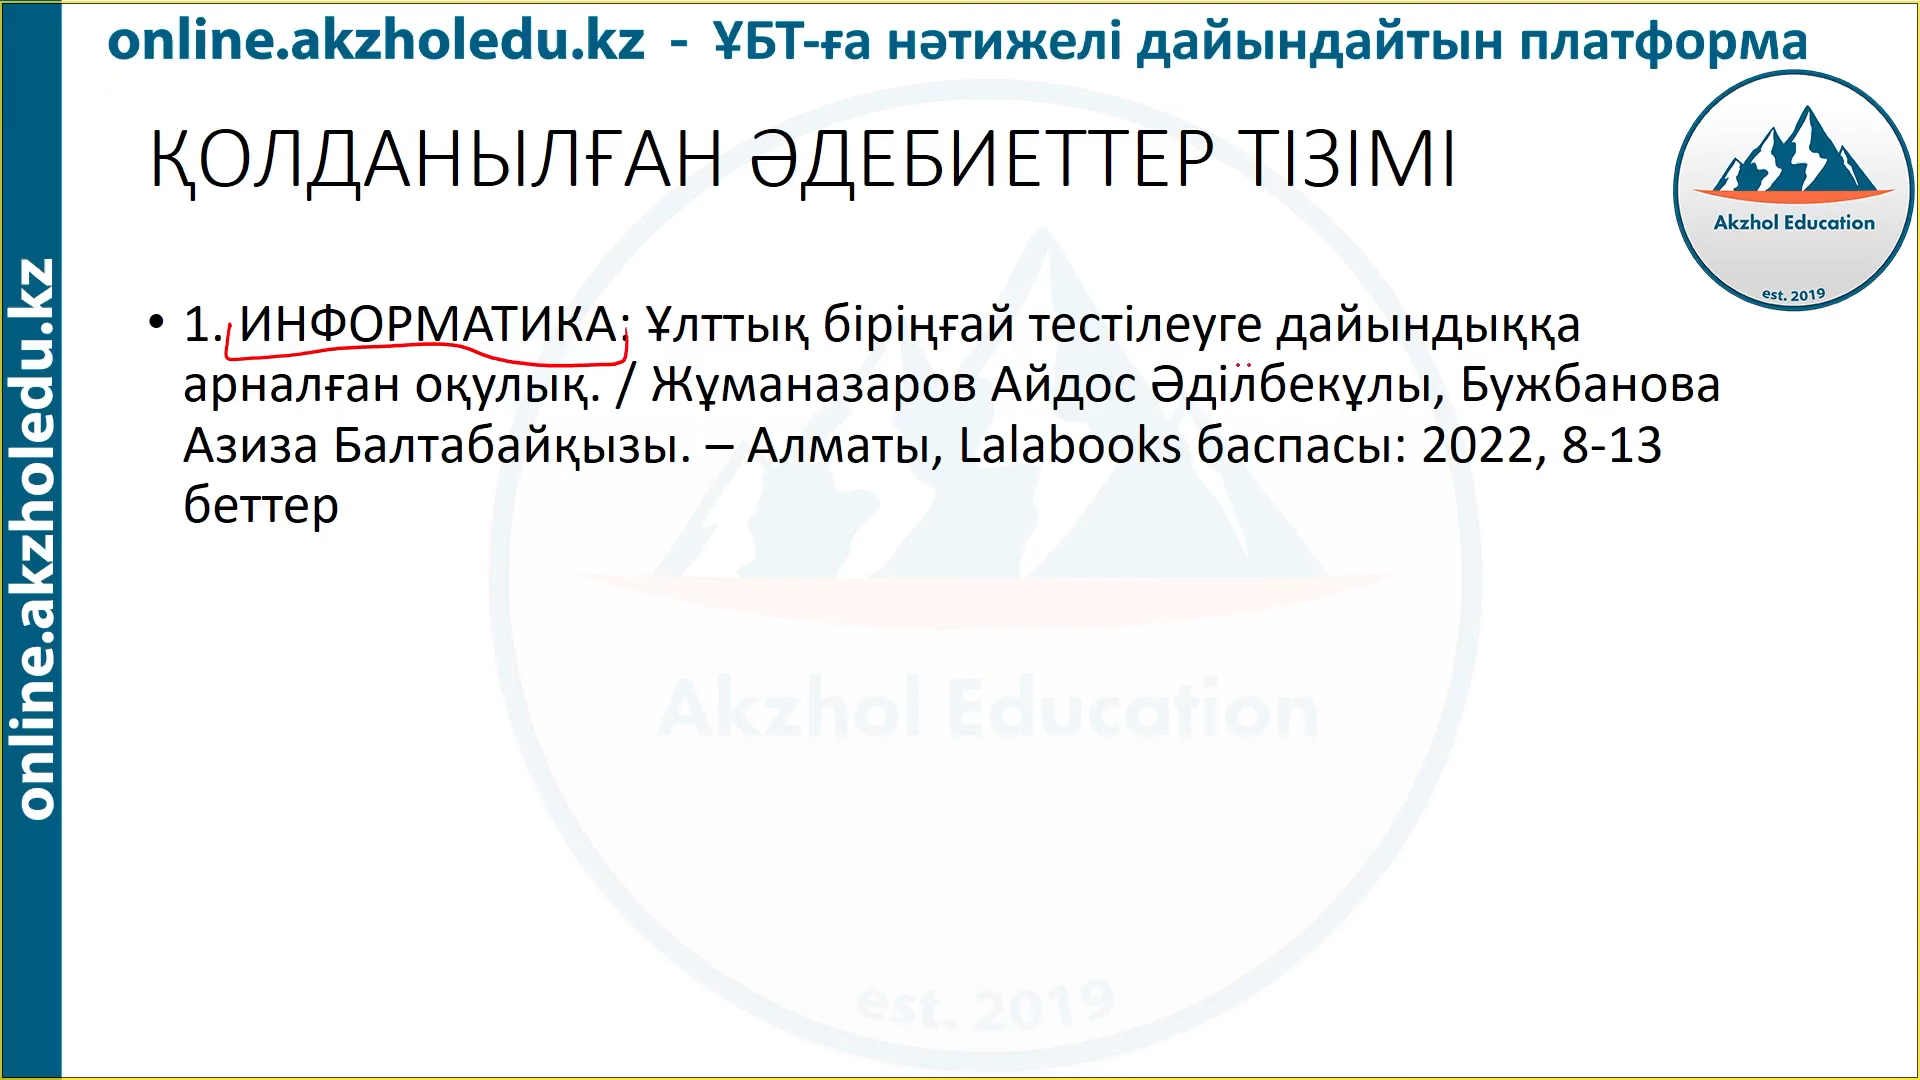 online.akzholedu.kz - ҰБТ-ға нәтижелі дайындайтын платформа
ҚОЛДАНЫЛҒАН ӘДЕБИЕТТЕР ТІЗІМІ
Akzhol Education
est. 2019
• 1. ИНФОРМАТИКА: Ұлттық біріңғай тестілеуге дайындыққа
арналған оқулық. / Жұманазаров Айдос Әділбекұлы, Бужбанова
Азиза Балтабайқызы. – Алматы, Lalabooks баспасы: 2022, 8-13
беттер
online.akzholedu.kz
Akzhol Education
est. 2019